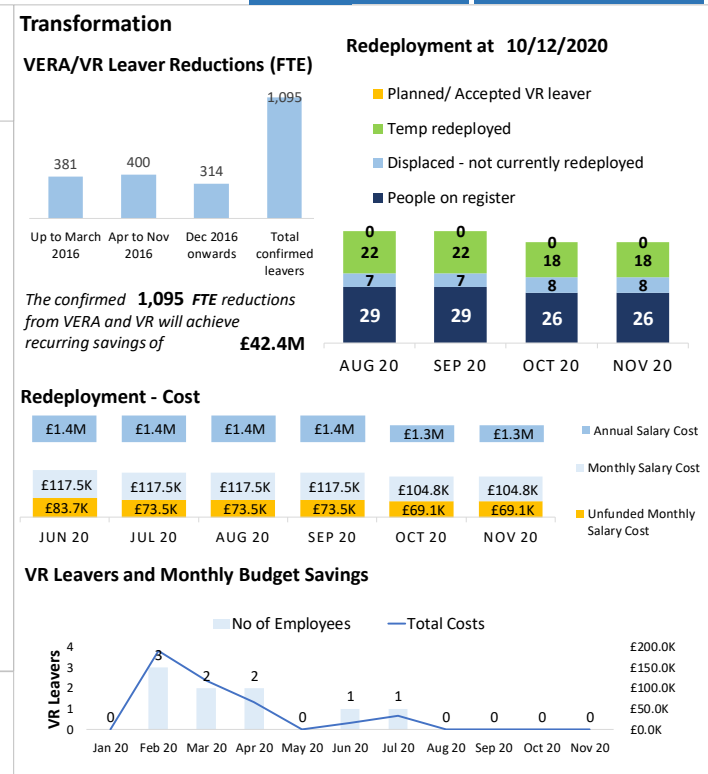 Transformation
VERA/VR Leaver Reductions (FTE)
1,095
381
400
314
Up to March 2016
Apr to Nov 2016
Dec 2016 onwards
Total confirmed leavers
The confirmed 1,095 FTE reductions
from VERA and VR will achieve
recurring savings of £42.4M
Redeployment at 10/12/2020
Planned/ Accepted VR leaver
Temp redeployed
Displaced - not currently redeployed
People on register
0 0 0 0
22 22 18 18
7 7 8 8
29 29 26 26
AUG 20 SEP 20 OCT 20 NOV 20
Redeployment - Cost
£1.4M £1.4M £1.4M £1.4M £1.3M £1.3M
£117.5K £117.5K £117.5K £117.5K £104.8K £104.8K
£83.7K £73.5K £73.5K £73.5K £69.1K £69.1K
JUN 20 JUL 20 AUG 20 SEP 20 OCT 20 NOV 20
Annual Salary Cost
Monthly Salary Cost
Unfunded Monthly
Salary Cost
VR Leavers and Monthly Budget Savings
No of Employees Total Costs
VR Leavers
4
3
2
1
0
0 3 2 2 0 1 1 0 0 0 0
£200.0K
£150.0K
£100.0K
£50.0K
£0.0K
Jan 20 Feb 20 Mar 20 Apr 20 May 20 Jun 20 Jul 20 Aug 20 Sep 20 Oct 20 Nov 20